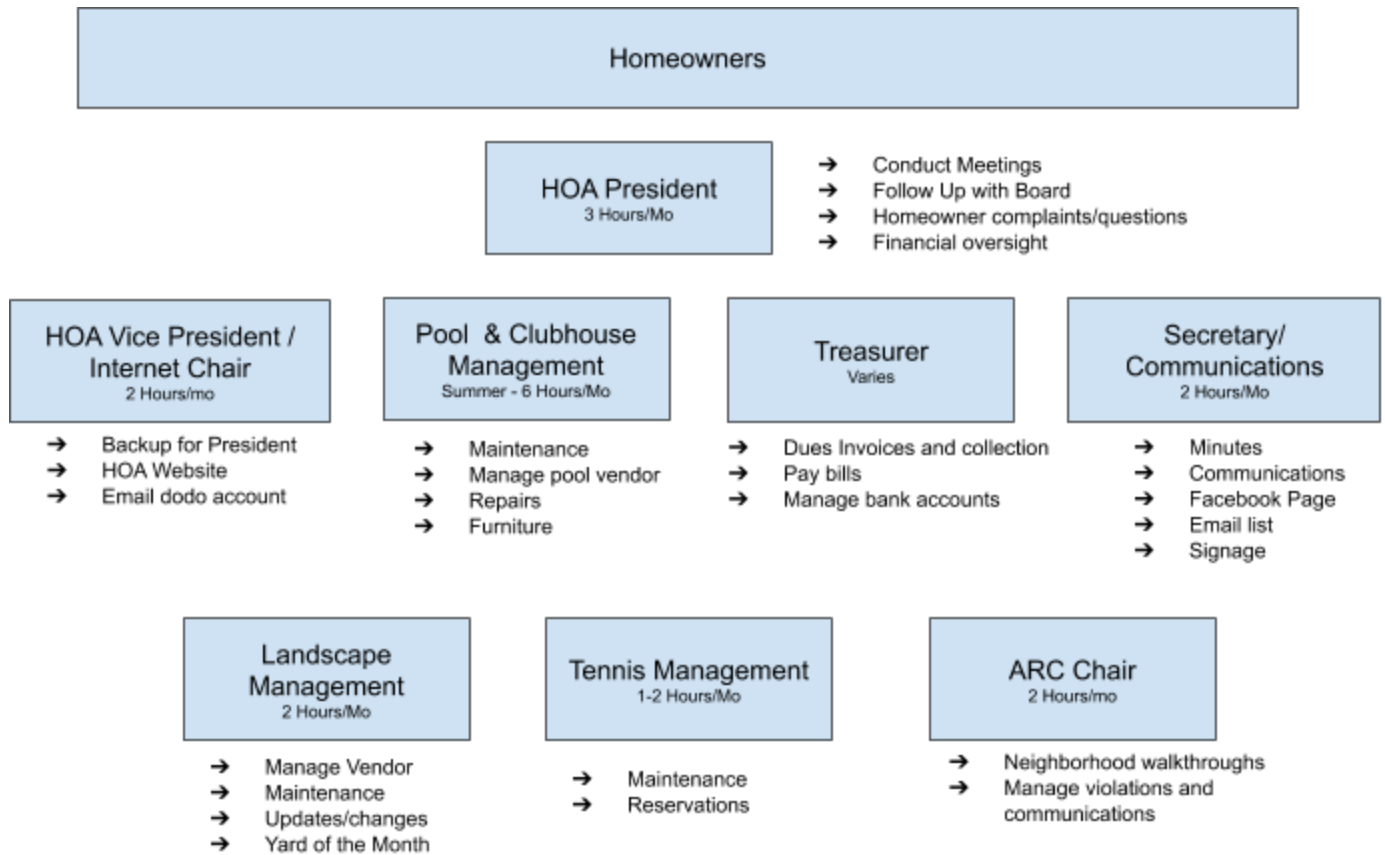 Homeowners
HOA President
3 Hours/Mo
➔ Conduct Meetings
➔ Follow Up with Board
➔ Homeowner complaints/questions
➔ Financial oversight
HOA Vice President /
Internet Chair
2 Hours/mo
➔ Backup for President
➔ HOA Website
➔ Email dodo account
Pool & Clubhouse
Management
Summer - 6 Hours/Mo
➔ Maintenance
➔ Manage pool vendor
➔ Repairs
➔ Furniture
Treasurer
Varies
➔ Dues Invoices and collection
➔ Pay bills
➔ Manage bank accounts
Secretary/
Communications
2 Hours/Mo
➔ Minutes
➔ Communications
➔ Facebook Page
➔ Email list
➔ Signage
Landscape
Management
2 Hours/Mo
➔ Manage Vendor
➔ Maintenance
➔ Updates/changes
➔ Yard of the Month
Tennis Management
1-2 Hours/Mo
➔ Maintenance
➔ Reservations
ARC Chair
2 Hours/mo
➔ Neighborhood walkthroughs
➔ Manage violations and
communications